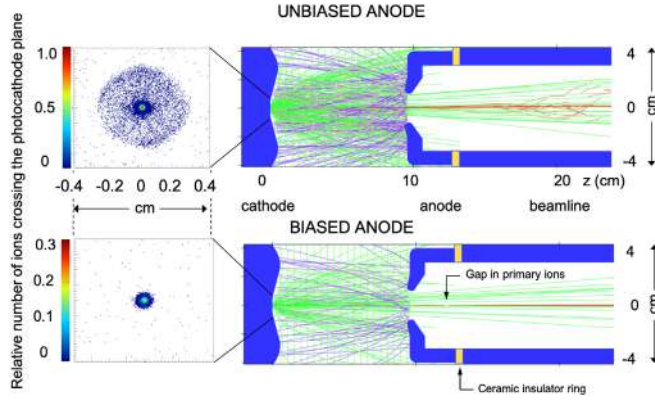 UNBIASED ANODE
Relative number of ions crossing the photocathode plane
1.0
0.5
0
-0.4 -0.2 0 0.2 0.4
cm
4
0
-4
cm
0 10 20 z (cm)
cathode anode beamline
BIASED ANODE
0.3
0.2
0.1
0
Gap in primary ions
4
0
-4
cm
Ceramic insulator ring